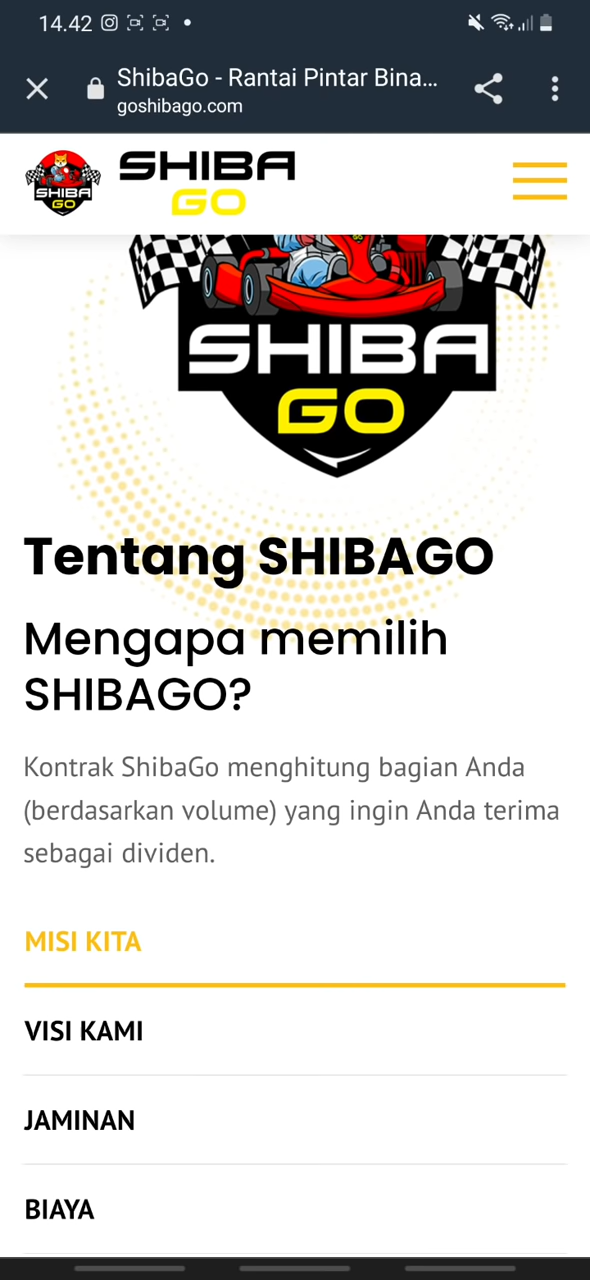 14.42
ShibaGo - Rantai Pintar Bina...
goshibago.com
SHIBA
GO
SHIBA
GO
SHIBA
GO
Tentang SHIBAGO
Mengapa memilih
SHIBAGO?
Kontrak ShibaGo menghitung bagian Anda
(berdasarkan volume) yang ingin Anda terima
sebagai dividen.
MISI KITA
VISI KAMI
JAMINAN
BIAYA